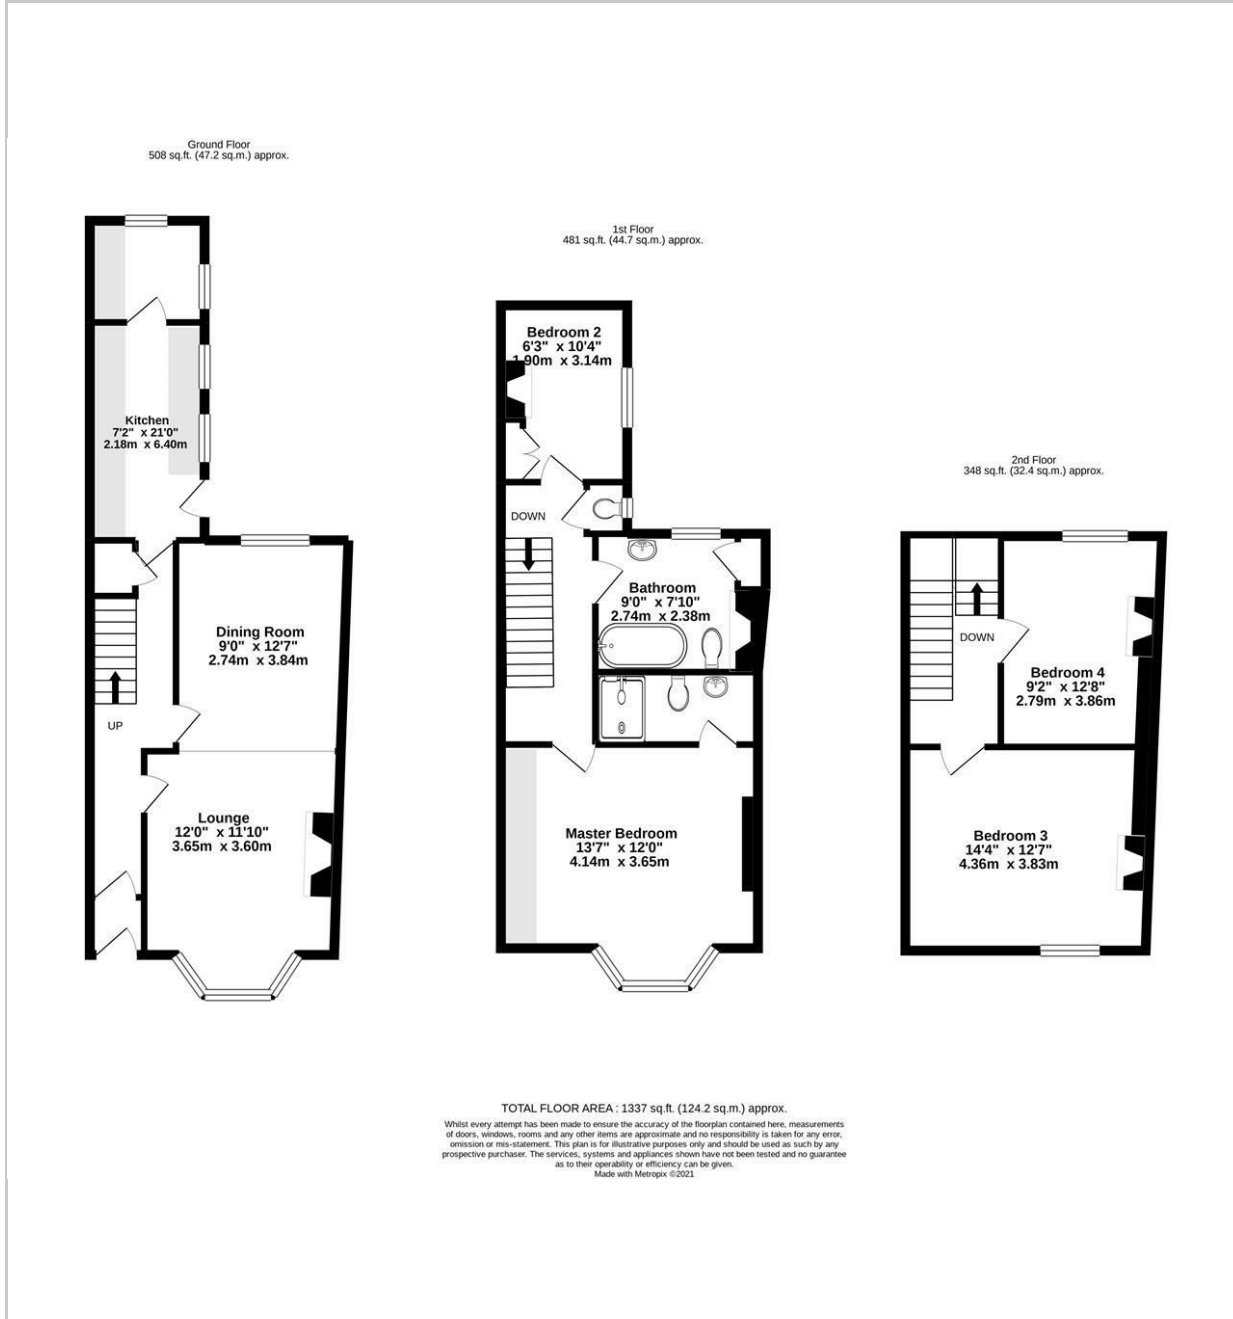 Ground Floor
508 sq.ft. (47.2 sq.m.) approx.
Kitchen
7'2" x 21'0"
2.18m x 6.40m
Dining Room
9'0" x 12'7"
2.74m x 3.84m
UP
Lounge
12'0" x 11'10"
3.65m x 3.60m
1st Floor
481 sq.ft. (44.7 sq.m.) approx.
Bedroom 2
6'3" x 10'4"
1.90m x 3.14m
DOWN
Bathroom
9'0" x 7'10"
2.74m x 2.38m
Master Bedroom
13'7" x 12'0"
4.14m x 3.65m
2nd Floor
348 sq.ft. (32.4 sq.m.) approx.
DOWN
Bedroom 4
9'2" x 12'8"
2.79m x 3.86m
Bedroom 3
14'4" x 12'7"
4.36m x 3.83m
TOTAL FLOOR AREA : 1337 sq.ft. (124.2 sq.m.) approx.
Whilst every attempt has been made to ensure the accuracy of the floorplan contained here, measurements
of doors, windows, rooms and any other items are approximate and no responsibility is taken for any error,
omission or mis-statement. This plan is for illustrative purposes only and should be used as such by any
prospective purchaser. The services, systems and appliances shown have not been tested and no guarantee
as to their operability or efficiency can be given.
Made with Metropix ©2021